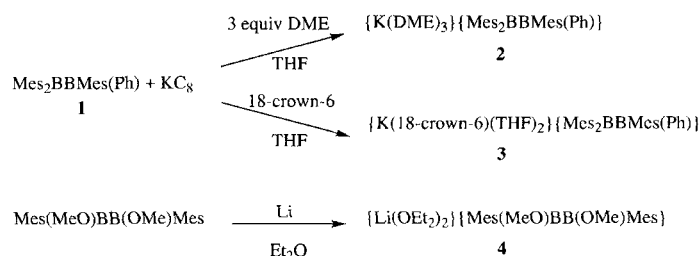 3 equiv DME
{K(DME)₃}{Mes₂BBMes(Ph)}
THF
2
Mes₂BBMes(Ph) + KC₈
1
18-crown-6
THF
{K(18-crown-6)(THF)₂}{Mes₂BBMes(Ph)}
3
Mes(MeO)BB(OMe)Mes
Li
{Li(OEt₂)₂}{Mes(MeO)BB(OMe)Mes}
Et₂O
4